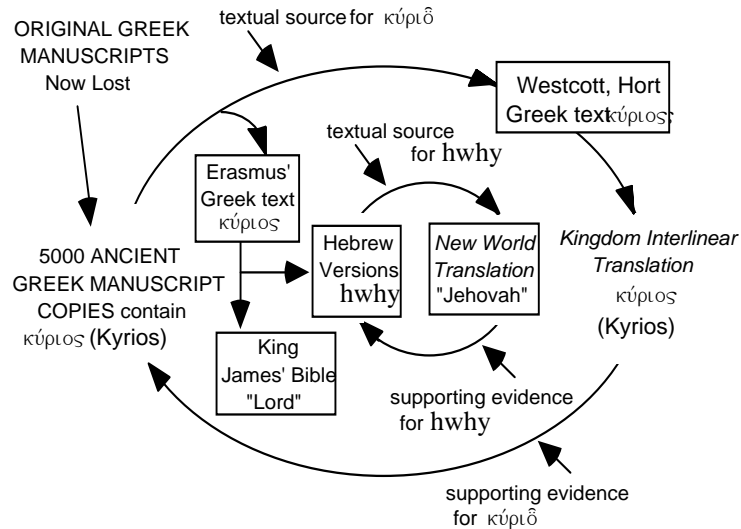 ORIGINAL GREEK
MANUSCRIPTS
Now Lost
textual source for κύριο̂
Westcott, Hort
Greek text κύριος;
textual source
for hwhy
Erasmus'
Greek text
κύριος
5000 ANCIENT
GREEK MANUSCRIPT
COPIES contain
κύριος (Kyrios)
Hebrew
Versions
hwhy
New World
Translation
"Jehovah"
Kingdom Interlinear
Translation
κύριος
(Kyrios)
King
James' Bible
"Lord"
supporting evidence
for hwhy
supporting evidence
for κύριο̂